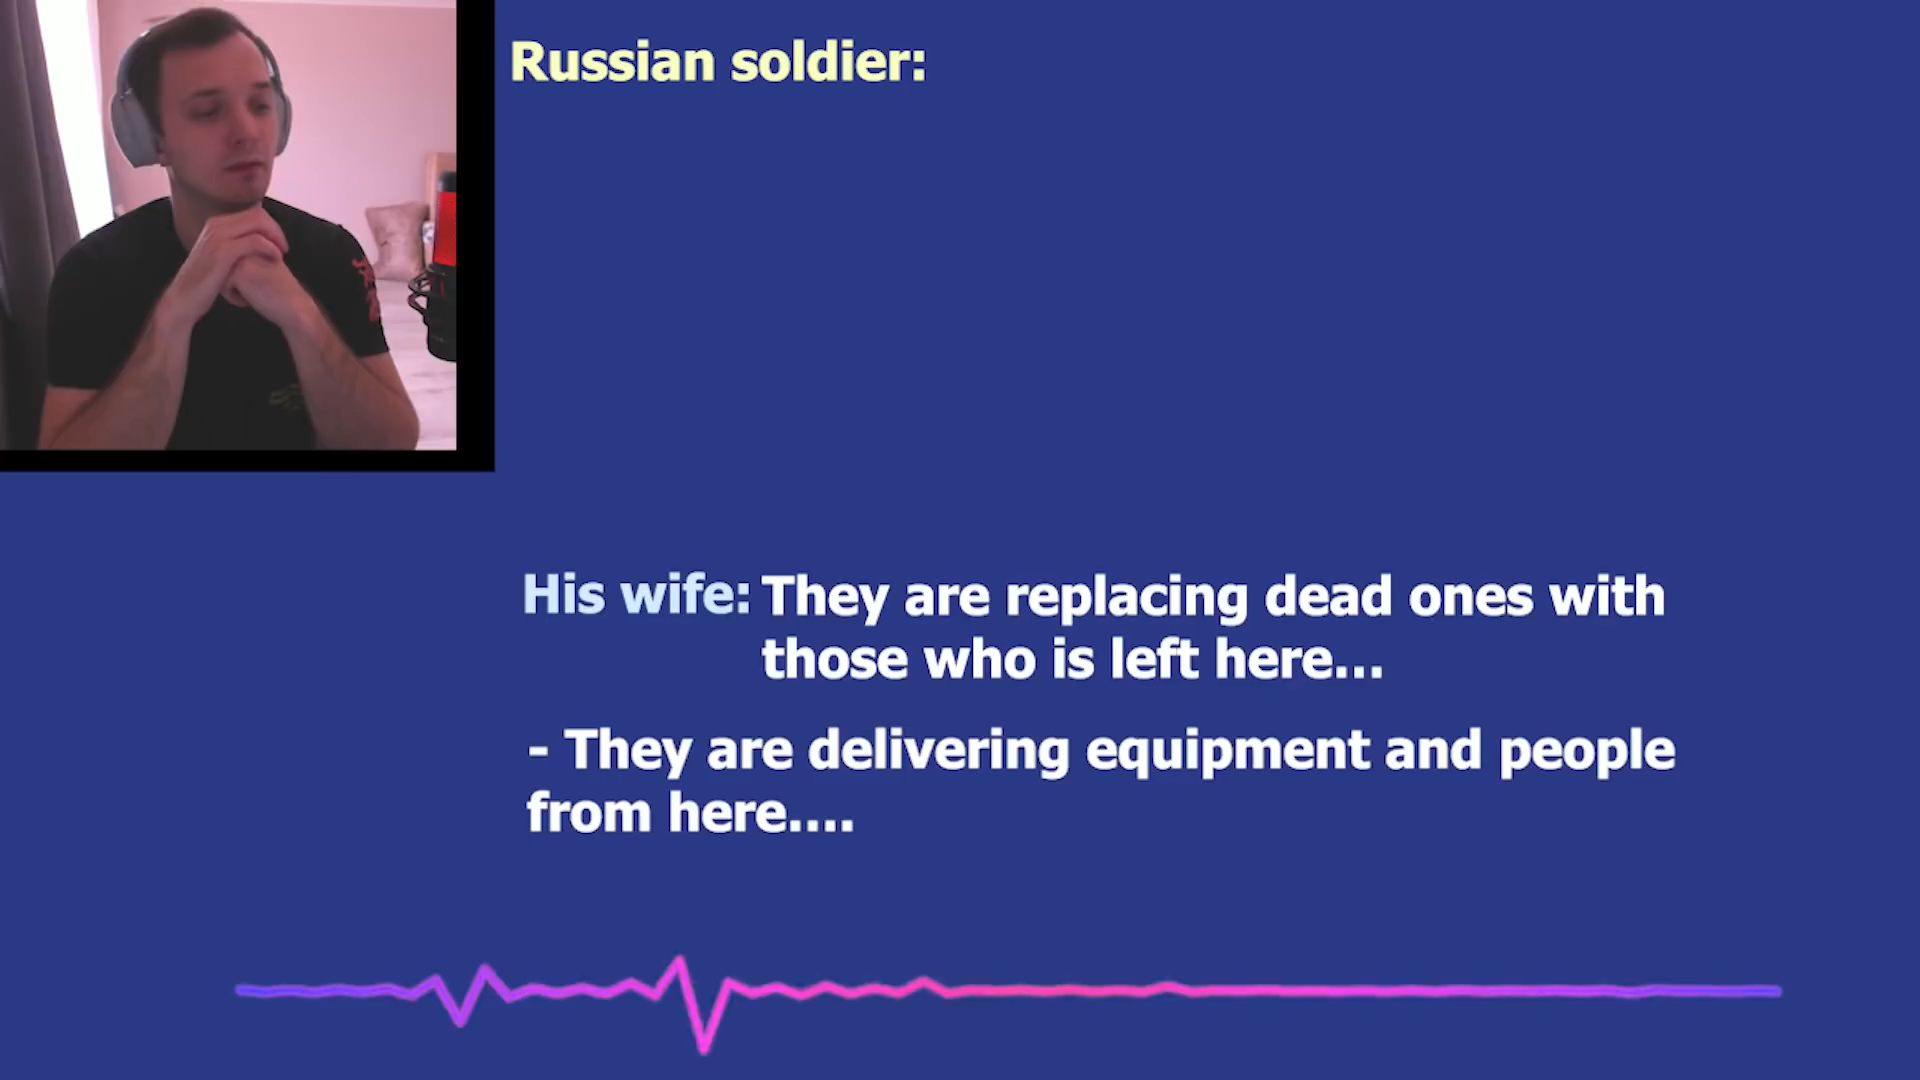 Russian soldier:
His wife: They are replacing dead ones with
those who is left here...
- They are delivering equipment and people
from here....